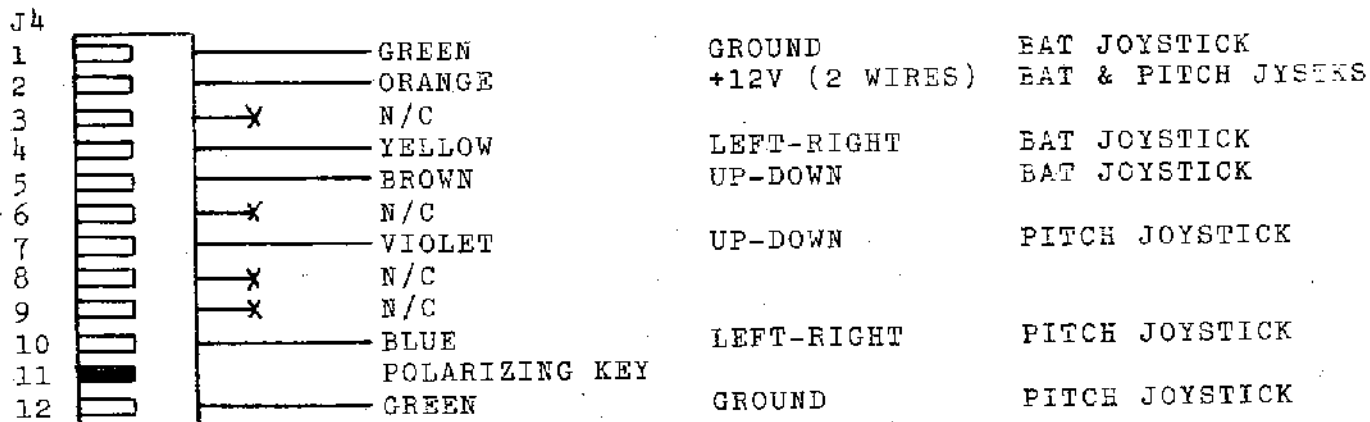 J4
1 GREEN GROUND BAT JOYSTICK
2 ORANGE +12V (2 WIRES) BAT & PITCH JYSTKS
3 N/C
4 YELLOW LEFT-RIGHT BAT JOYSTICK
5 BROWN UP-DOWN BAT JOYSTICK
6 N/C
7 VIOLET UP-DOWN PITCH JOYSTICK
8 N/C
9 N/C
10 BLUE LEFT-RIGHT PITCH JOYSTICK
11 POLARIZING KEY
12 GREEN GROUND PITCH JOYSTICK